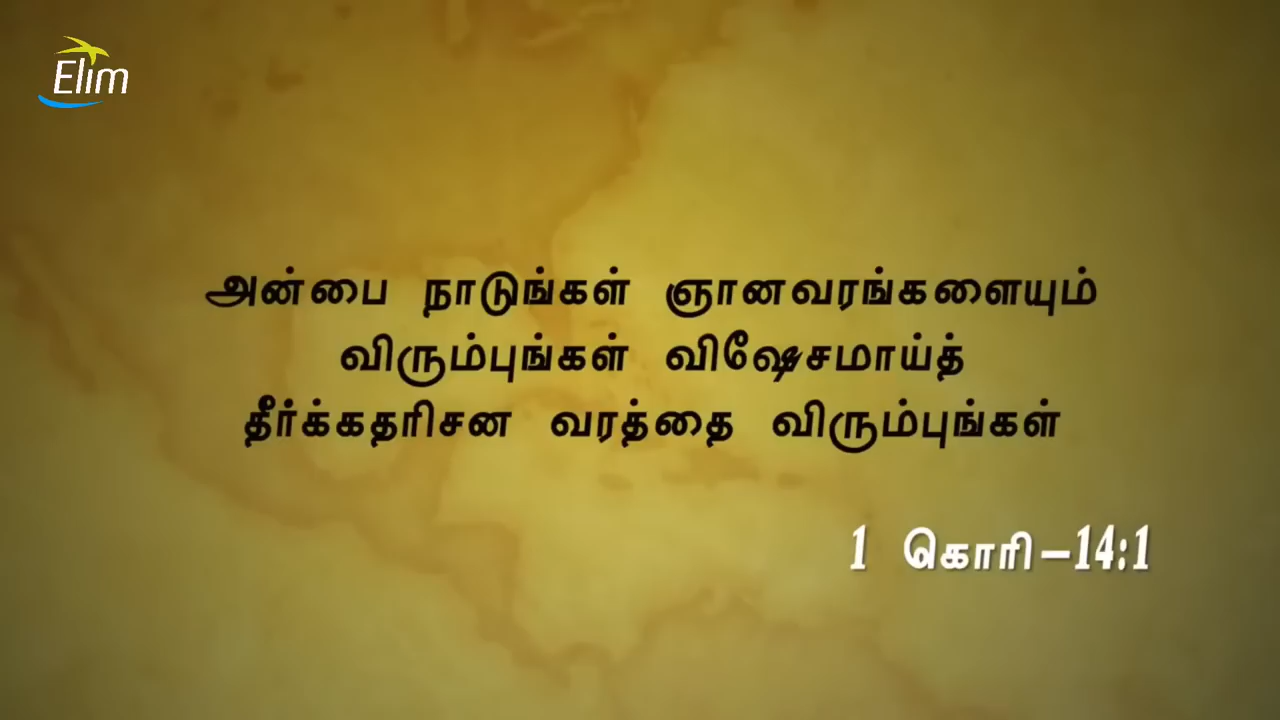 Elim
அன்பை நாடுங்கள் ஞானவரங்களையும்
விரும்புங்கள் விஷேசமாய்த்
தீர்க்கதரிசன வரத்தை விரும்புங்கள்
1 கொரி-14:1